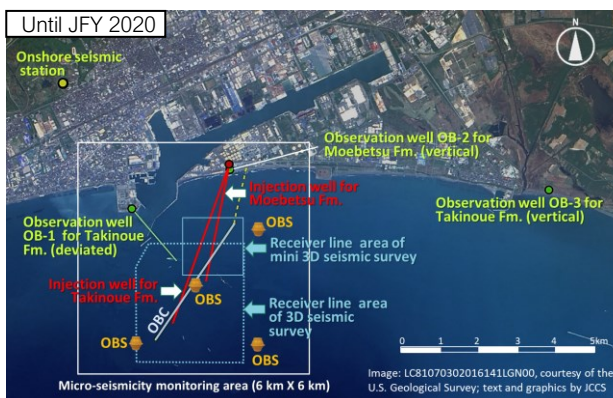 Until JFY 2020
Onshore seismic
station
N
Observation well OB-2 for
Moebetsu Fm. (vertical)
Injection well for
Moebetsu Fm.
Observation well OB-3 for
Takinoue Fm.
(vertical)
Observation
well OB-1 for Takinoue
Fm. (deviated)
OBS
Receiver line area of
mini 3D seismic survey
Injection well for
Takinoue Fm.
OBS
OBC
Receiver line area
of 3D seismic
survey
OBS
OBS
0 1 2 3 4 5km
Micro-seismicity monitoring area (6 km X 6 km)
Image: LC81070302016141LGN00, courtesy of the
U.S. Geological Survey; text and graphics by JCCS